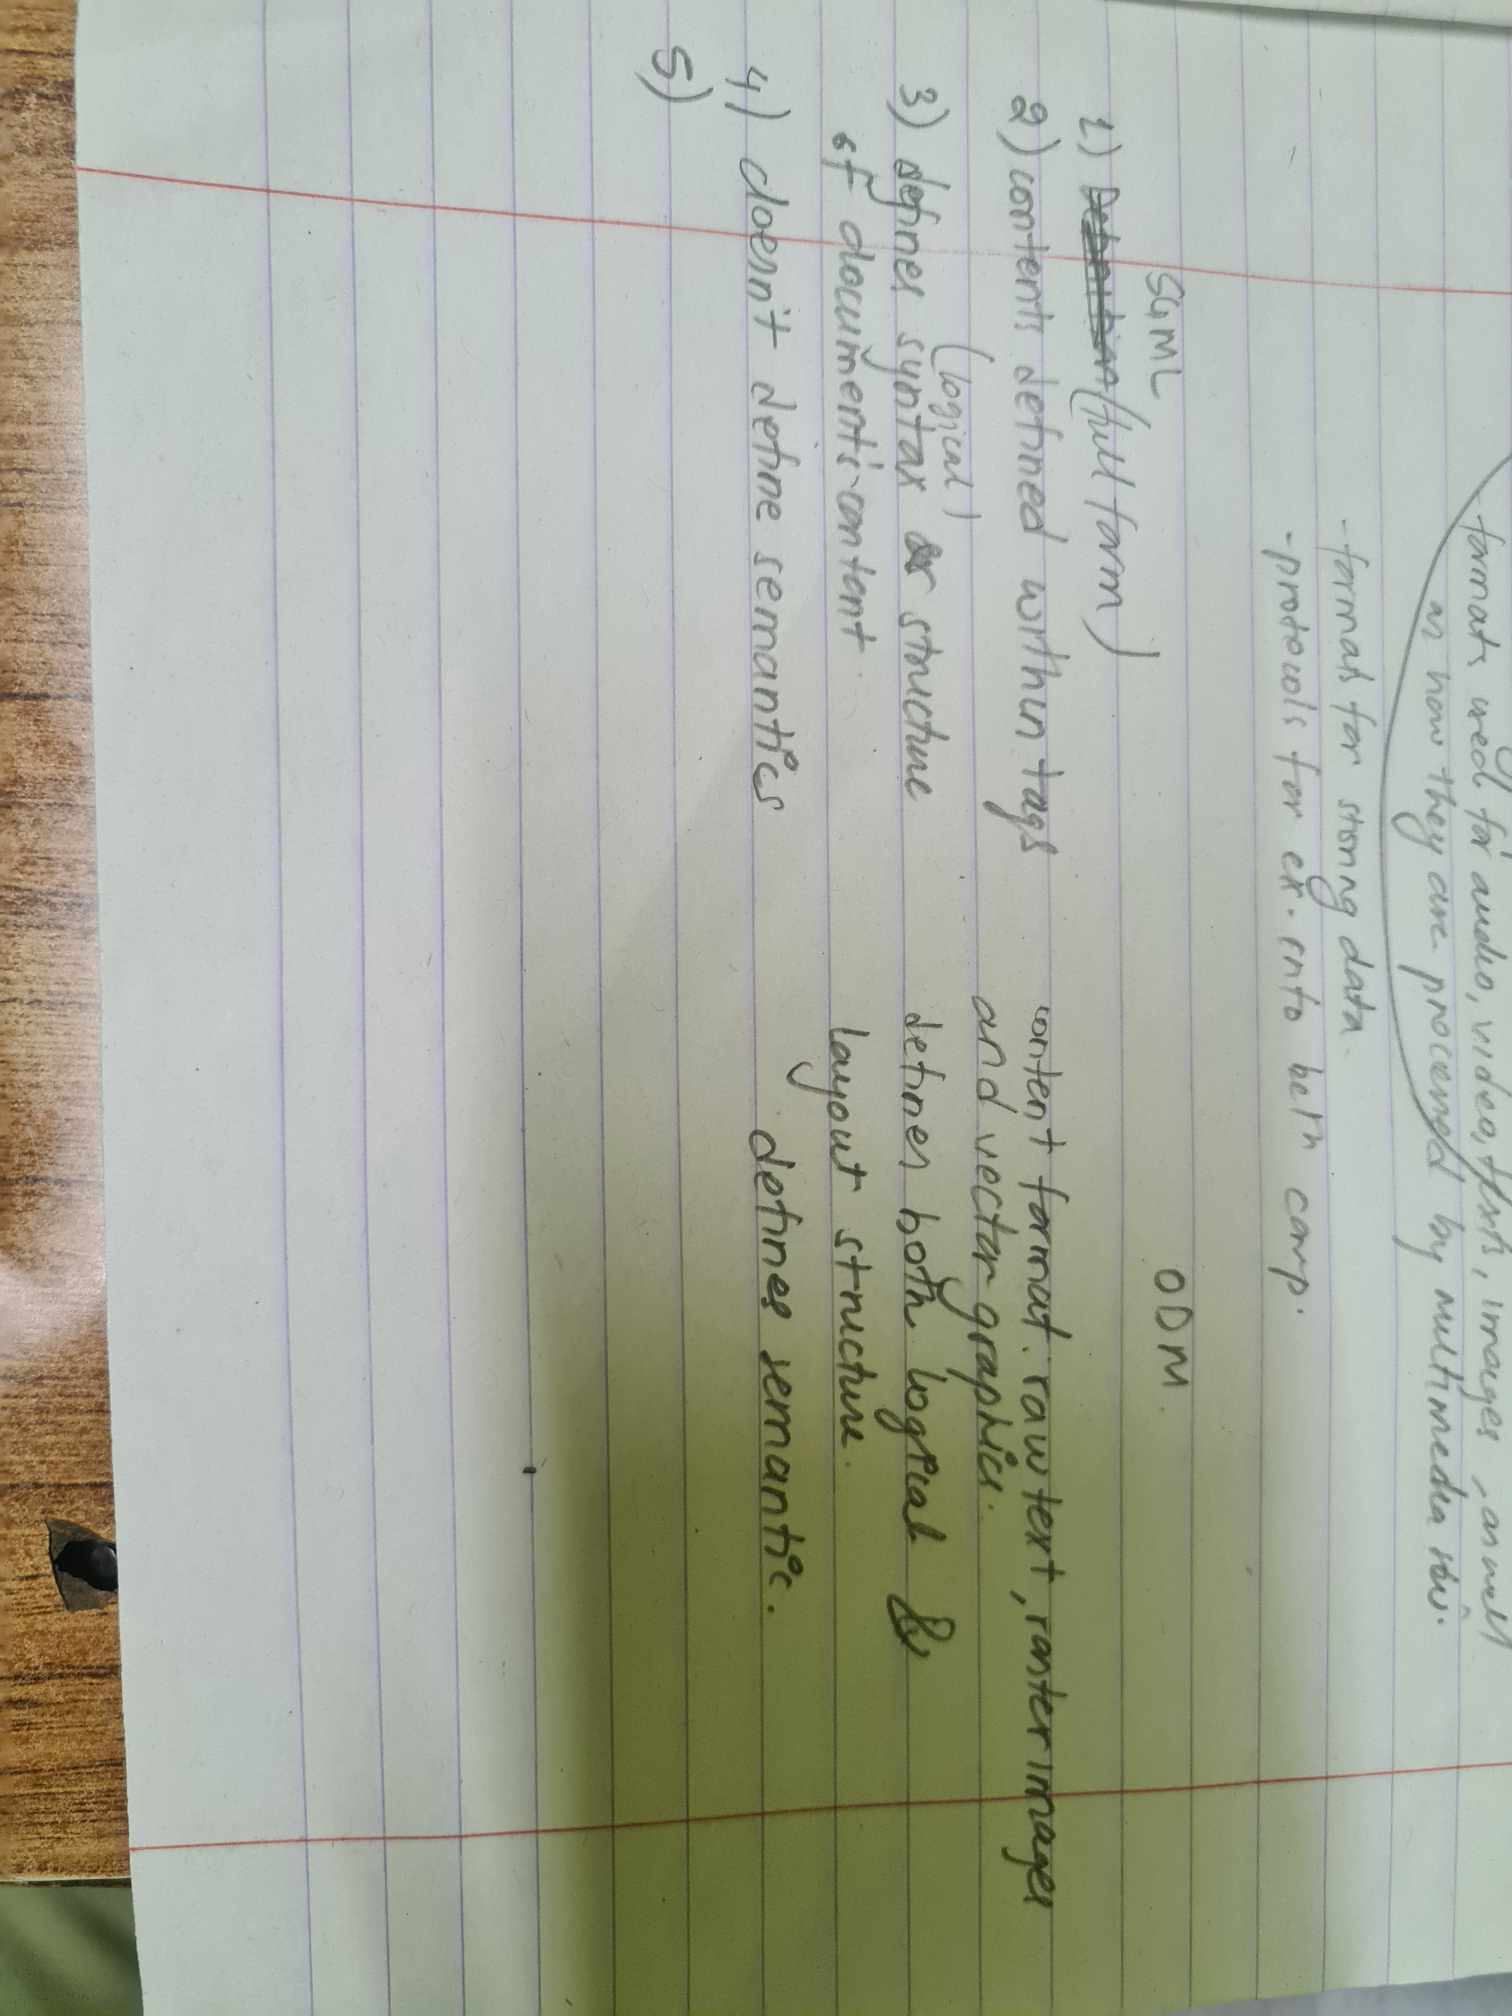 formats used for audio, video, texts, images, as well
as how they are processed by multimedia
- formats for storing data.
- protocols for ex. info betn comp.
SGML ODM.
1) (full form)
2) contents defined within tags content format. raw text, raster images
and vector graphics.
(logical)
3) defines syntax or structure defines both logical &
of document's content layout structure.
4) doesn't define semantics defines semantic.
5)